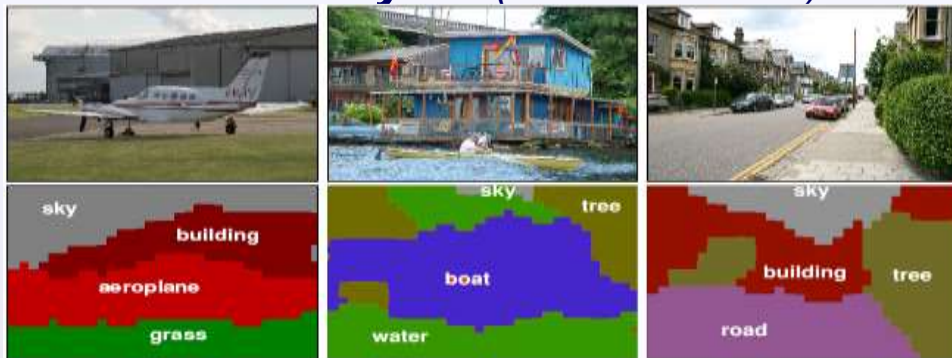 sky
building
aeroplane
grass
sky
tree
boat
water
sky
building
tree
road